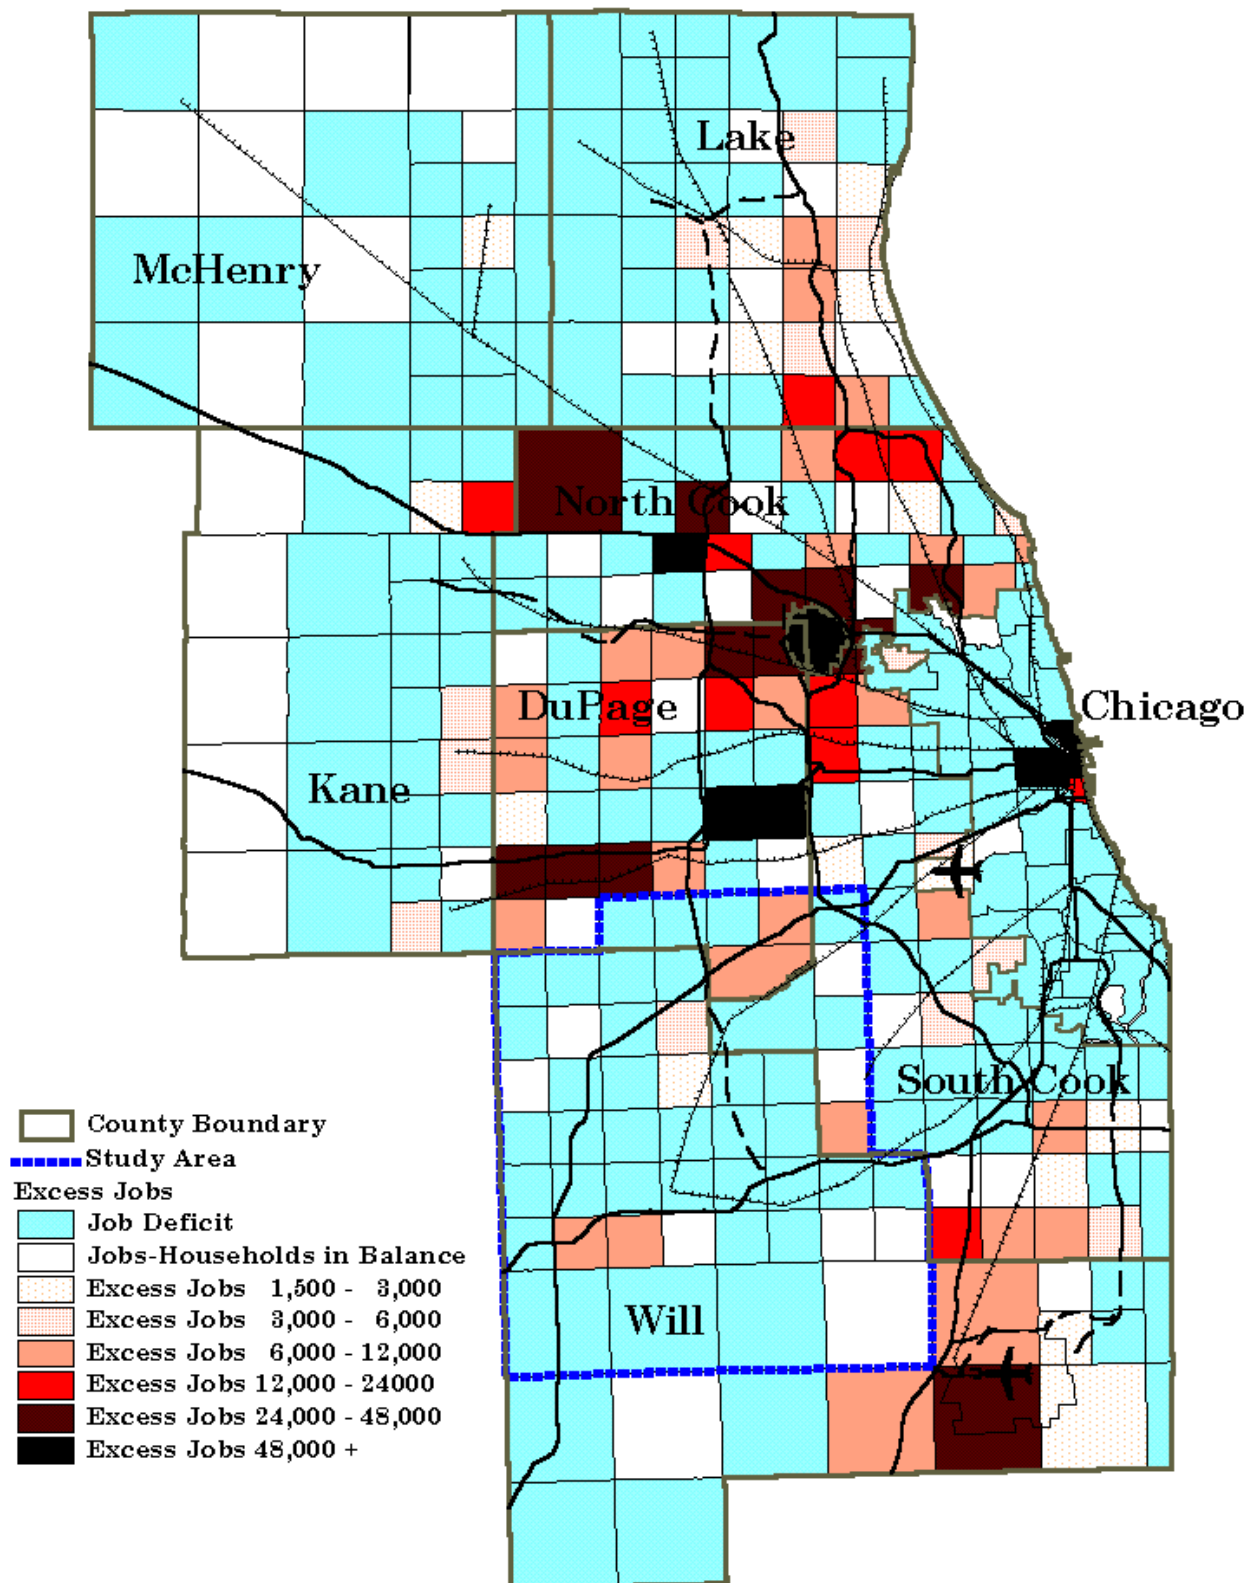 Lake
McHenry
North Cook
DuPage
Chicago
Kane
South Cook
County Boundary
Study Area
Excess Jobs
Job Deficit
Jobs-Households in Balance
Excess Jobs 1,500 - 3,000
Excess Jobs 3,000 - 6,000
Excess Jobs 6,000 - 12,000
Excess Jobs 12,000 - 24000
Excess Jobs 24,000 - 48,000
Excess Jobs 48,000 +
Will